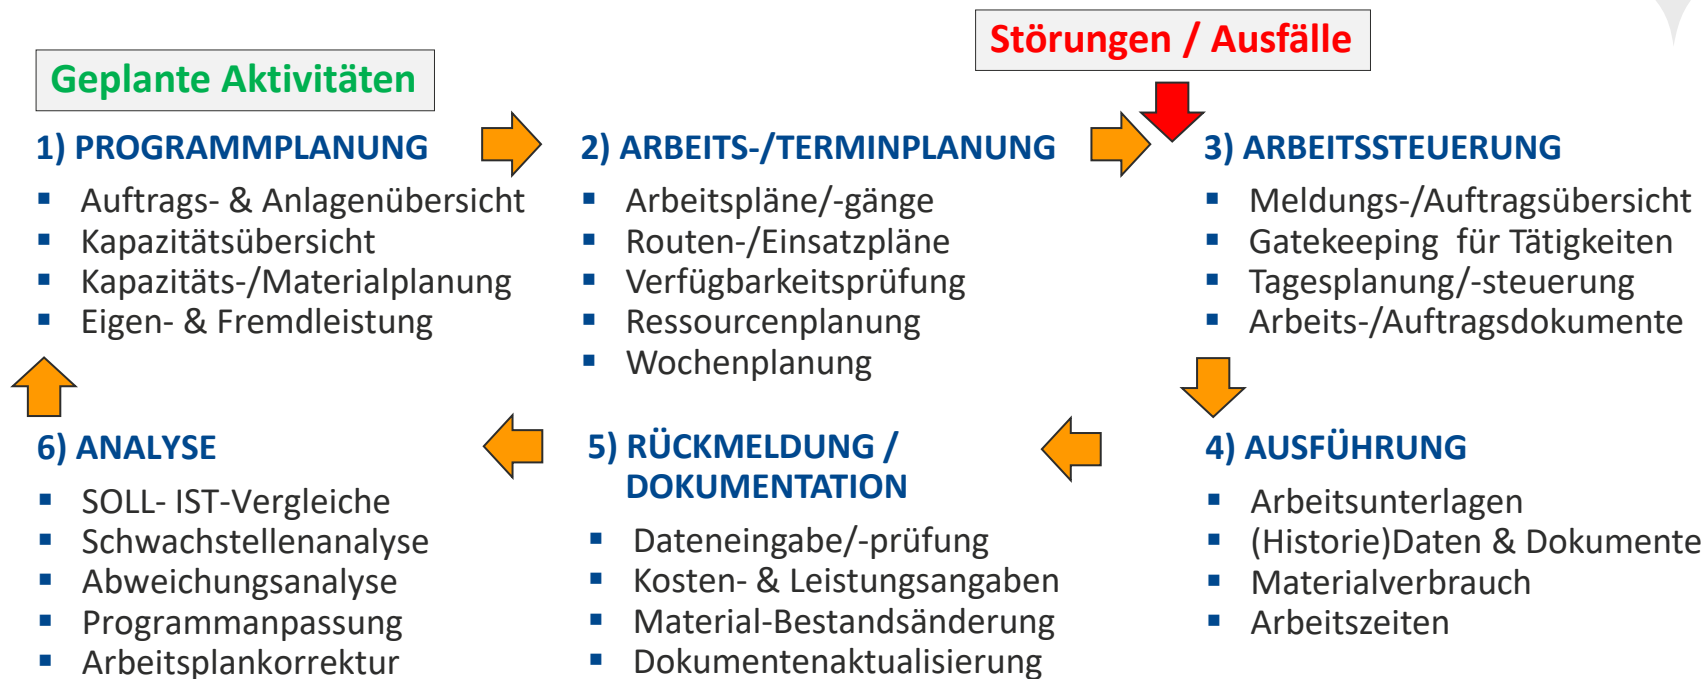 Störungen / Ausfälle
Geplante Aktivitäten
1) PROGRAMMPLANUNG
Auftrags- & Anlagenübersicht
Kapazitätsübersicht
Kapazitäts-/Materialplanung
Eigen- & Fremdleistung
2) ARBEITS-/TERMINPLANUNG
Arbeitspläne/-gänge
Routen-/Einsatzpläne
Verfügbarkeitsprüfung
Ressourcenplanung
Wochenplanung
3) ARBEITSSTEUERUNG
Meldungs-/Auftragsübersicht
Gatekeeping  für Tätigkeiten
Tagesplanung/-steuerung
Arbeits-/Auftragsdokumente
4) AUSFÜHRUNG
Arbeitsunterlagen
(Historie)Daten & Dokumente
Materialverbrauch
Arbeitszeiten
5) RÜCKMELDUNG /
DOKUMENTATION
Dateneingabe/-prüfung
Kosten- & Leistungsangaben
Material-Bestandsänderung
Dokumentenaktualisierung
6) ANALYSE
SOLL- IST-Vergleiche
Schwachstellenanalyse
Abweichungsanalyse
Programmanpassung
Arbeitsplankorrektur